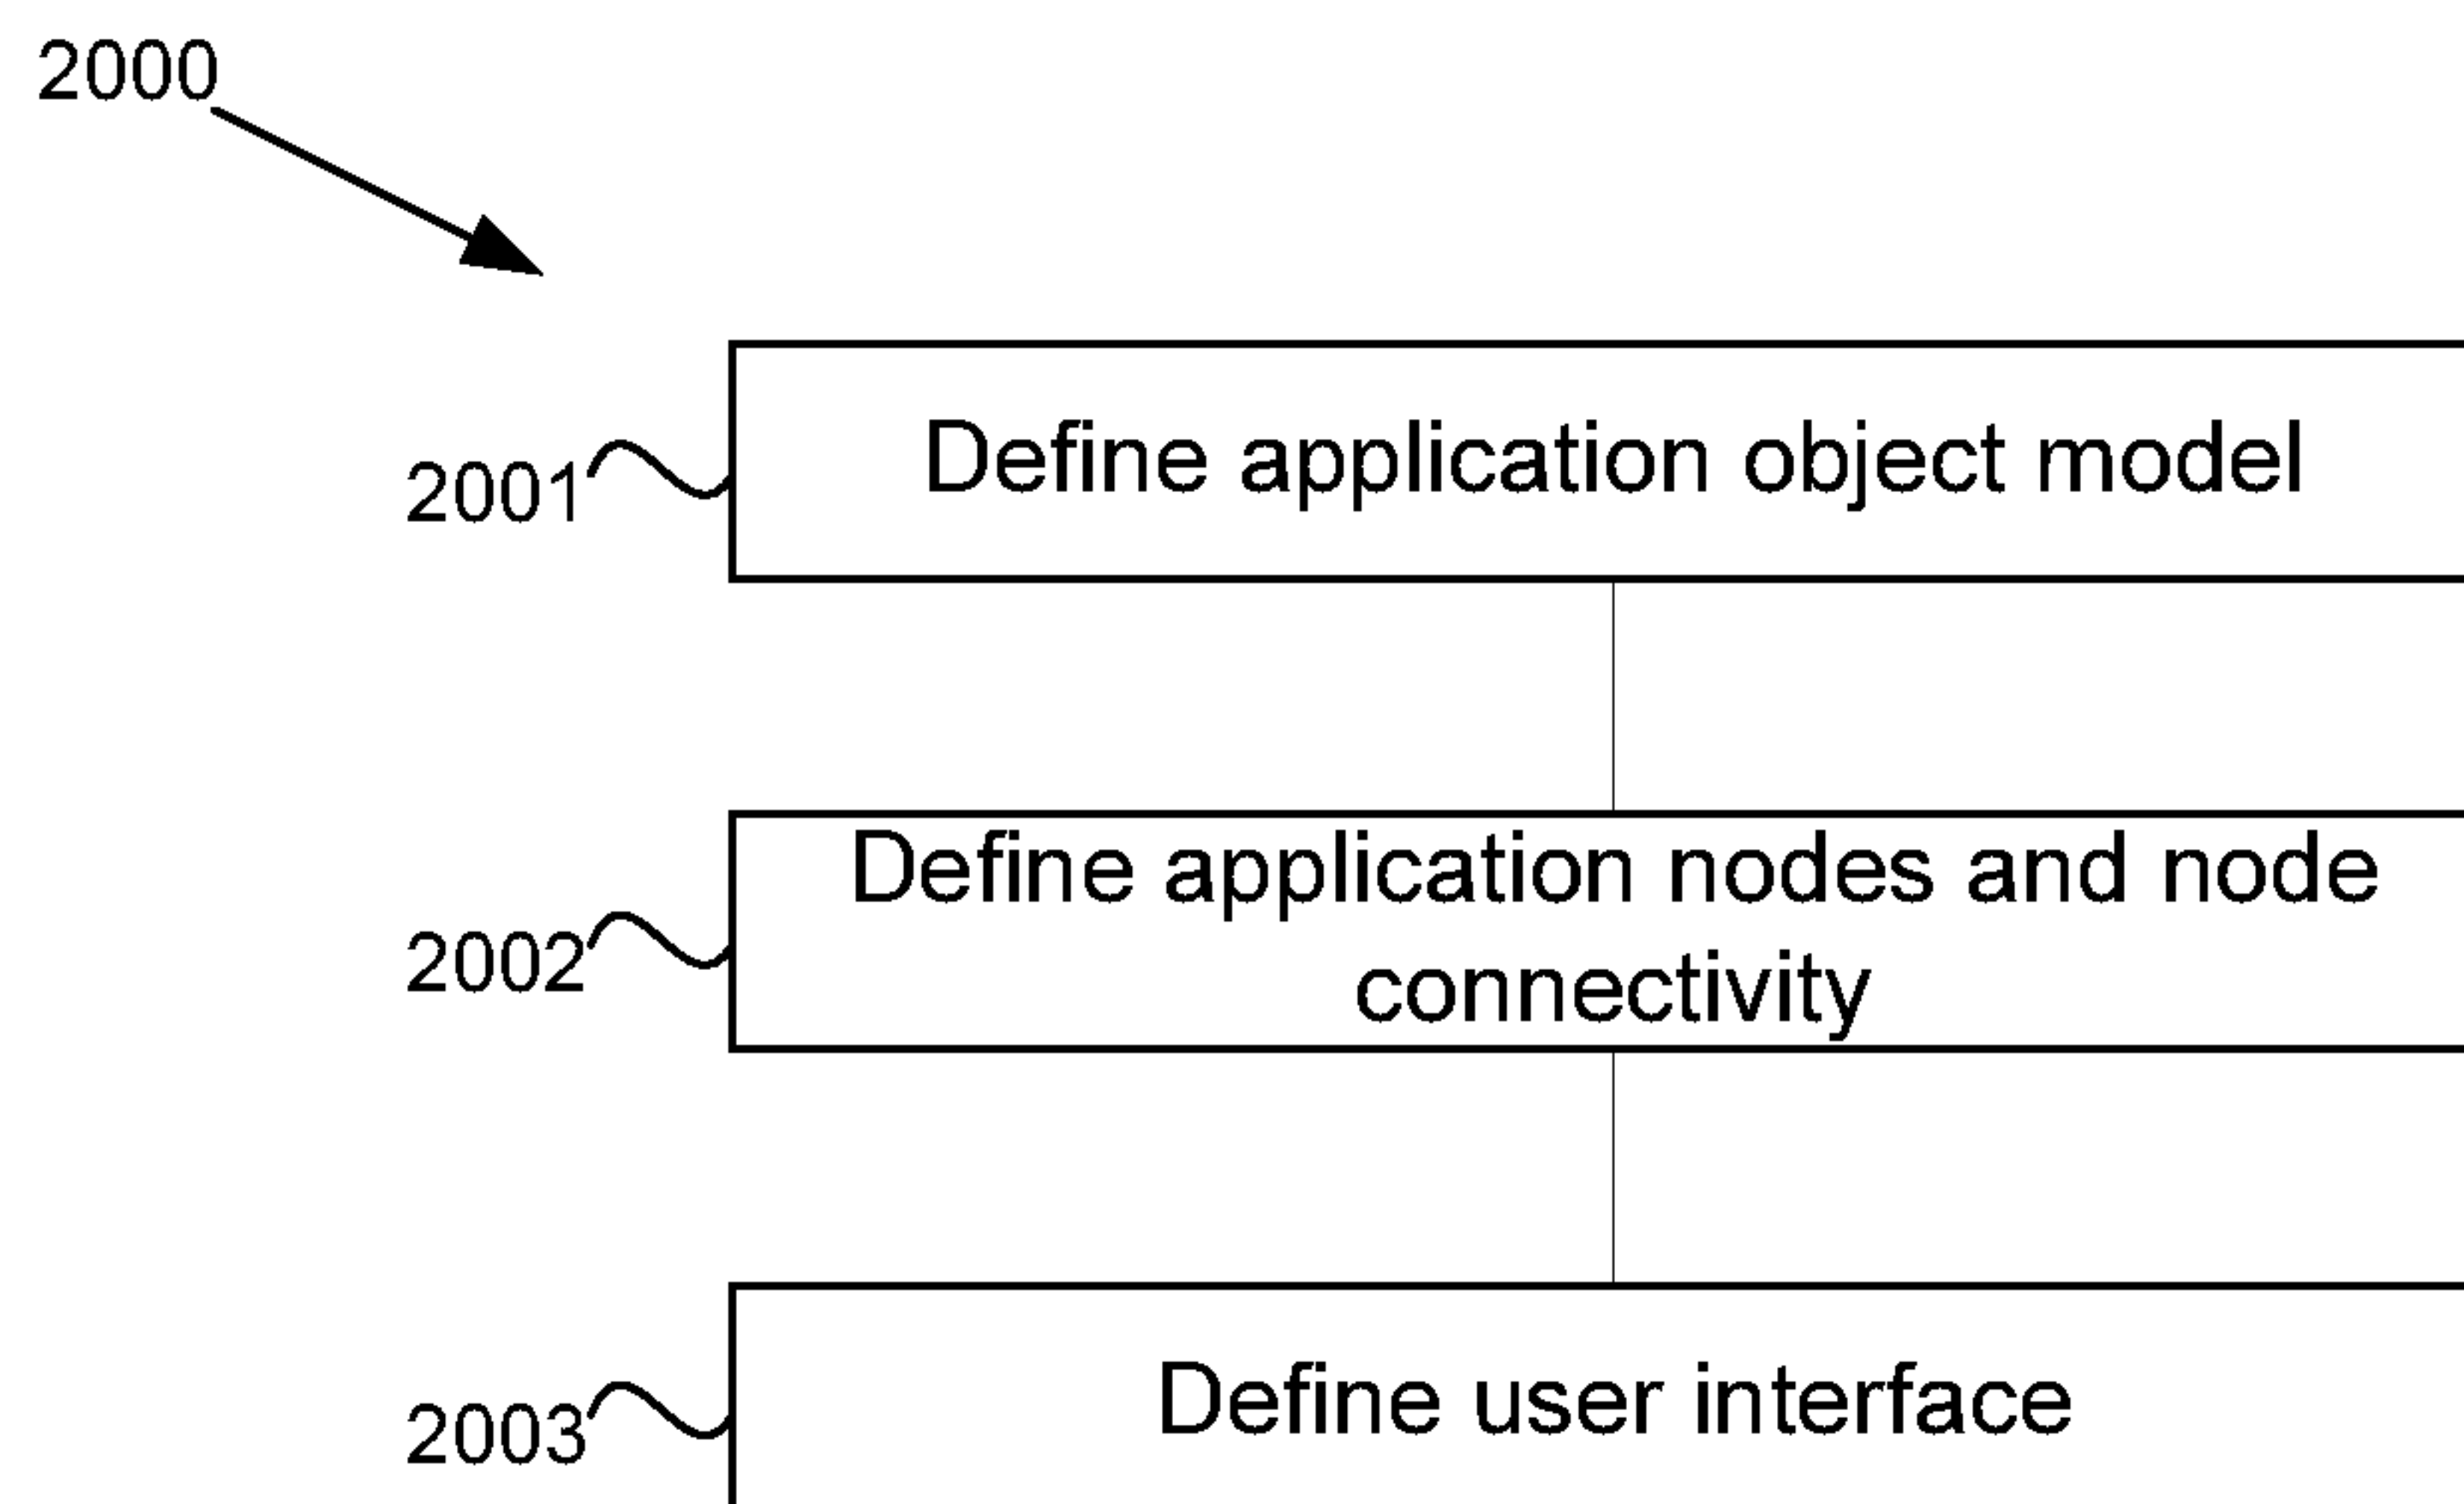 2000
2001
Define application object model
2002
Define application nodes and node
connectivity
2003
Define user interface